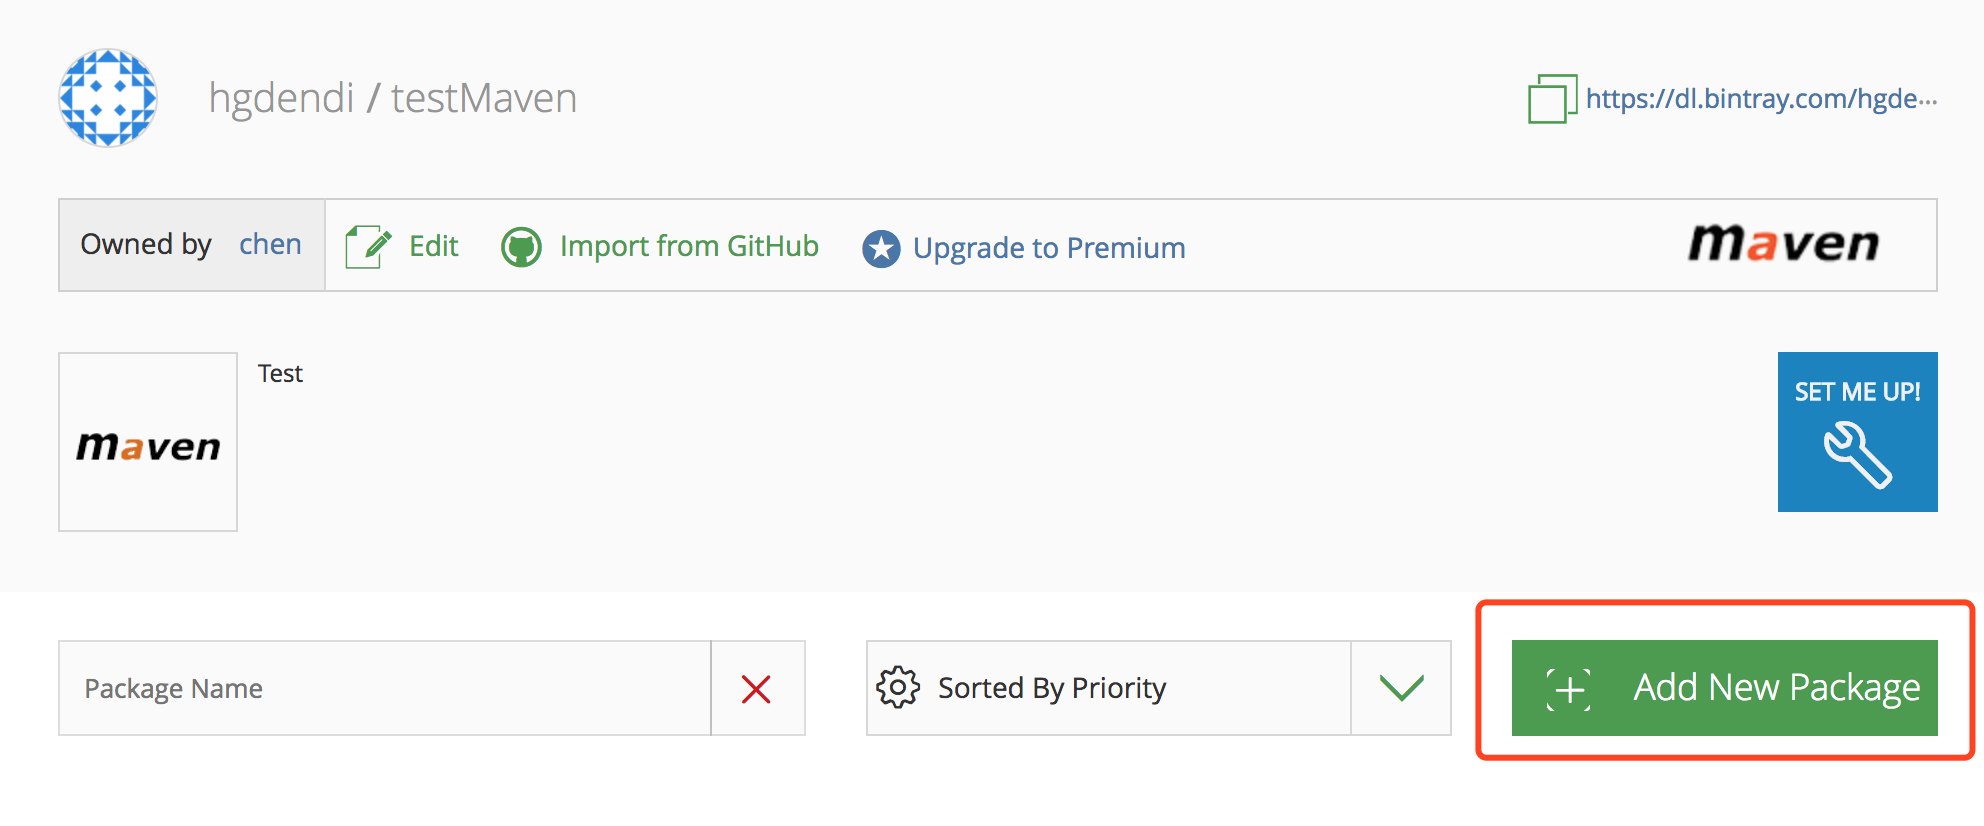 hgdendi / testMaven
https://dl.bintray.com/hgde...
Owned by chen Edit Import from GitHub Upgrade to Premium maven
Test
maven
SET ME UP!
Package Name
Sorted By Priority
Add New Package